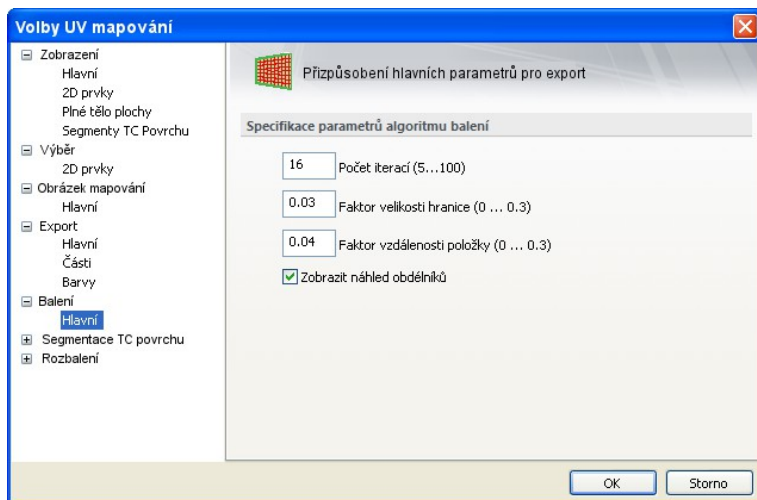 Volby UV mapování
Zobrazení
Hlavní
2D prvky
Plné tělo plochy
Segmenty TC Povrchu
Výběr
2D prvky
Obrázek mapování
Hlavní
Export
Hlavní
Části
Barvy
Balení
Hlavní
Segmentace TC povrchu
Rozbalení
Přizpůsobení hlavních parametrů pro export
Specifikace parametrů algoritmu balení
16 Počet iterací (5...100)
0.03 Faktor velikosti hranice (0 ... 0.3)
0.04 Faktor vzdálenosti položky (0 ... 0.3)
Zobrazit náhled obdélníků
OK Storno